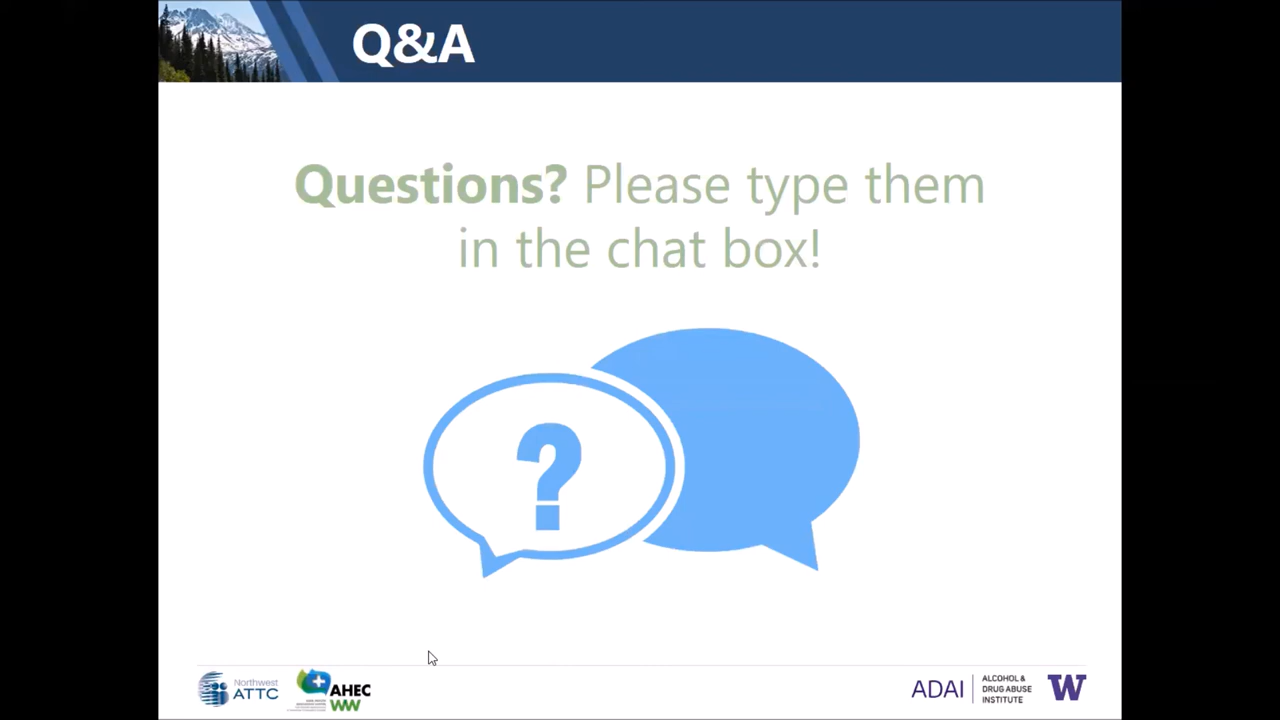 Q&A
Questions? Please type them
in the chat box!
?
Northwest
ATTC
AHEC
WW
ADAI
ALCOHOL &
DRUG ABUSE
INSTITUTE
W